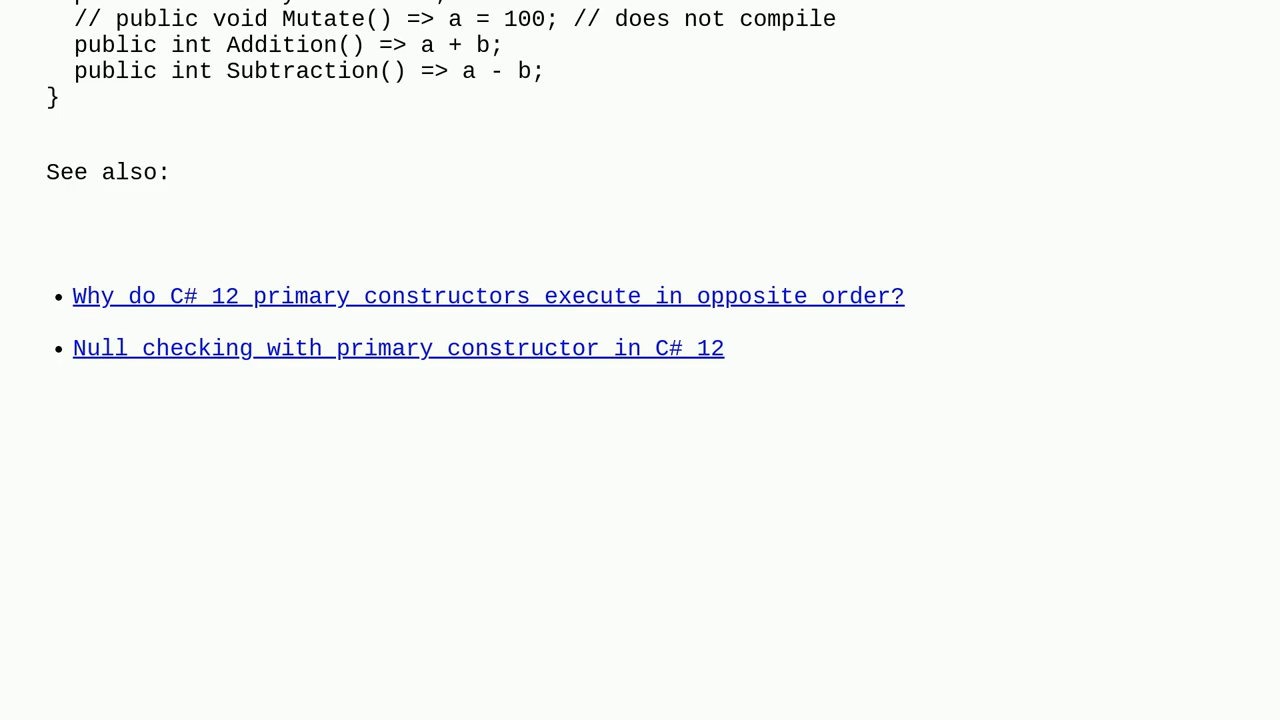 // public void Mutate() => a = 100; // does not compile
public int Addition() => a + b;
public int Subtraction() => a - b;
}
See also:
• Why do C# 12 primary constructors execute in opposite order?
• Null checking with primary constructor in C# 12